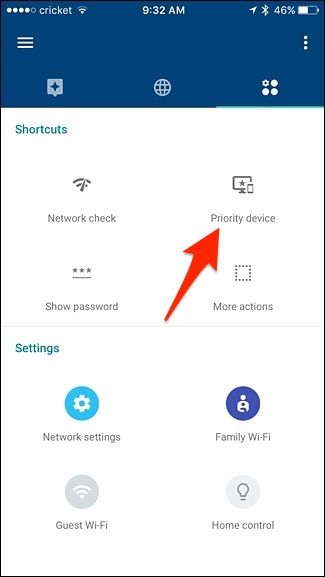 cricket 9:32 AM 46%
Shortcuts
Network check Priority device
***
Show password More actions
Settings
Network settings Family Wi-Fi
Guest Wi-Fi Home control